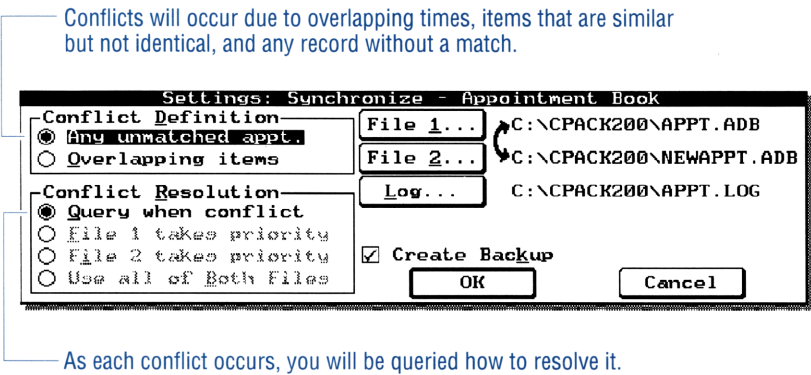 Conflicts will occur due to overlapping times, items that are similar
but not identical, and any record without a match.
Settings: Synchronize - Appointment Book
Conflict Definition
Any unmatched appt.
Overlapping items
Conflict Resolution
Query when conflict
File 1 takes priority
File 2 takes priority
Use all of Both Files
File 1... C:\CPACK200\APPT.ADB
File 2... C:\CPACK200\NEWAPPT.ADB
Log... C:\CPACK200\APPT.LOG
Create Backup
OK Cancel
As each conflict occurs, you will be queried how to resolve it.